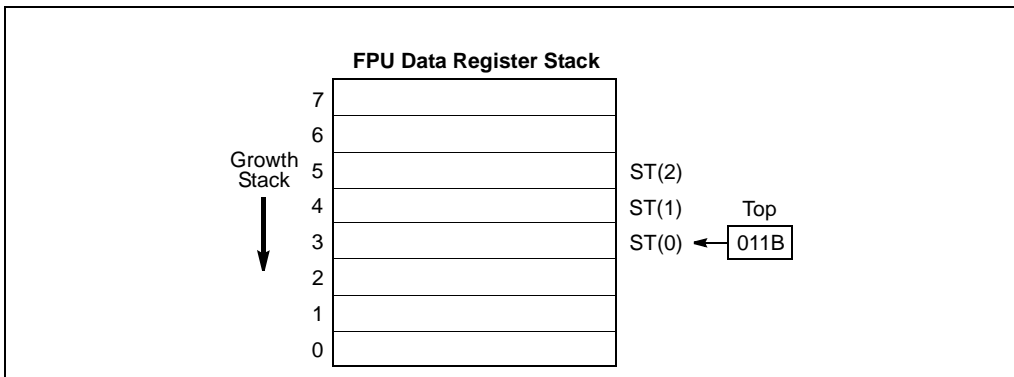 FPU Data Register Stack
7
6
Growth
Stack
5
ST(2)
4
ST(1)
Top
3
ST(0)
011B
2
1
0